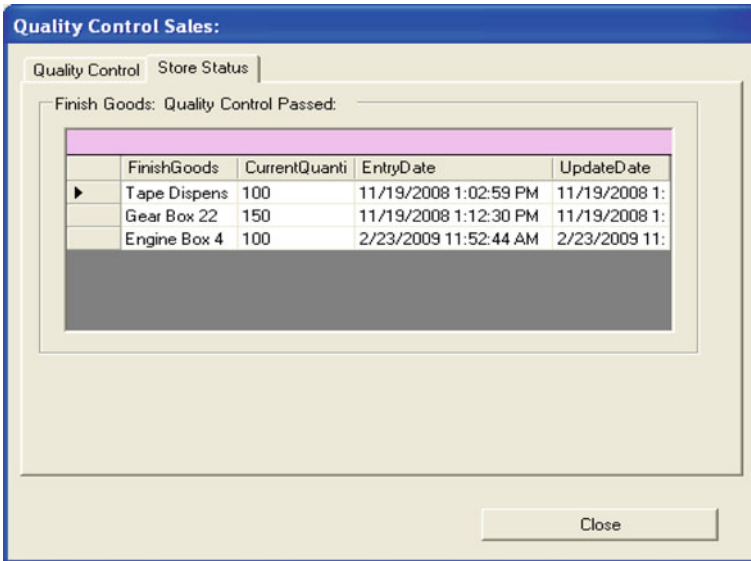 Quality Control Sales:
Quality Control Store Status
Finish Goods: Quality Control Passed:
FinishGoods CurrentQuanti EntryDate UpdateDate
Tape Dispens 100 11/19/2008 1:02:59 PM 11/19/2008 1:
Gear Box 22 150 11/19/2008 1:12:30 PM 11/19/2008 1:
Engine Box 4 100 2/23/2009 11:52:44 AM 2/23/2009 11:
Close